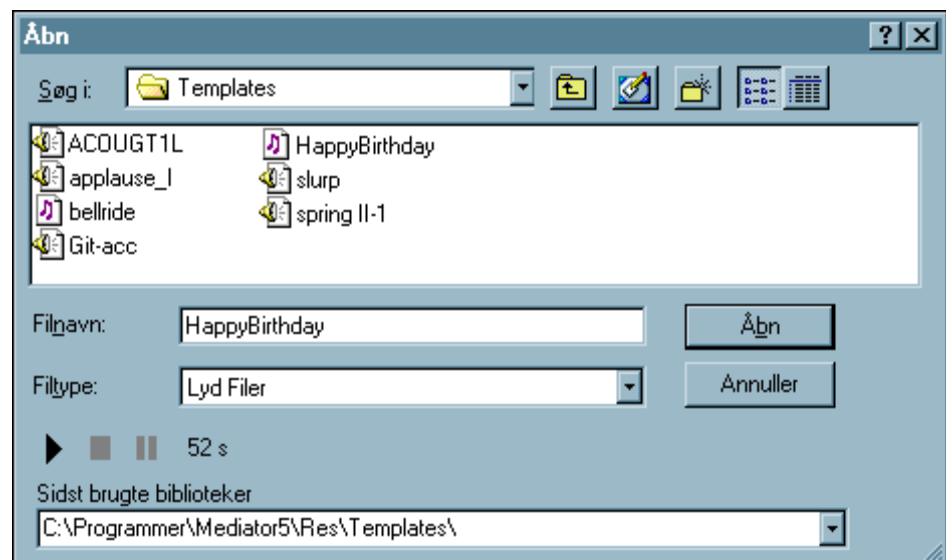 Åbn
Søg i: Templates
ACOUGT1L
applause_l
bellride
Git-acc
HappyBirthday
slurp
spring II-1
Filnavn: HappyBirthday Åbn
Filtype: Lyd Filer Annuller
52 s
Sidst brugte biblioteker
C:\Programmer\Mediator5\Res\Templates\